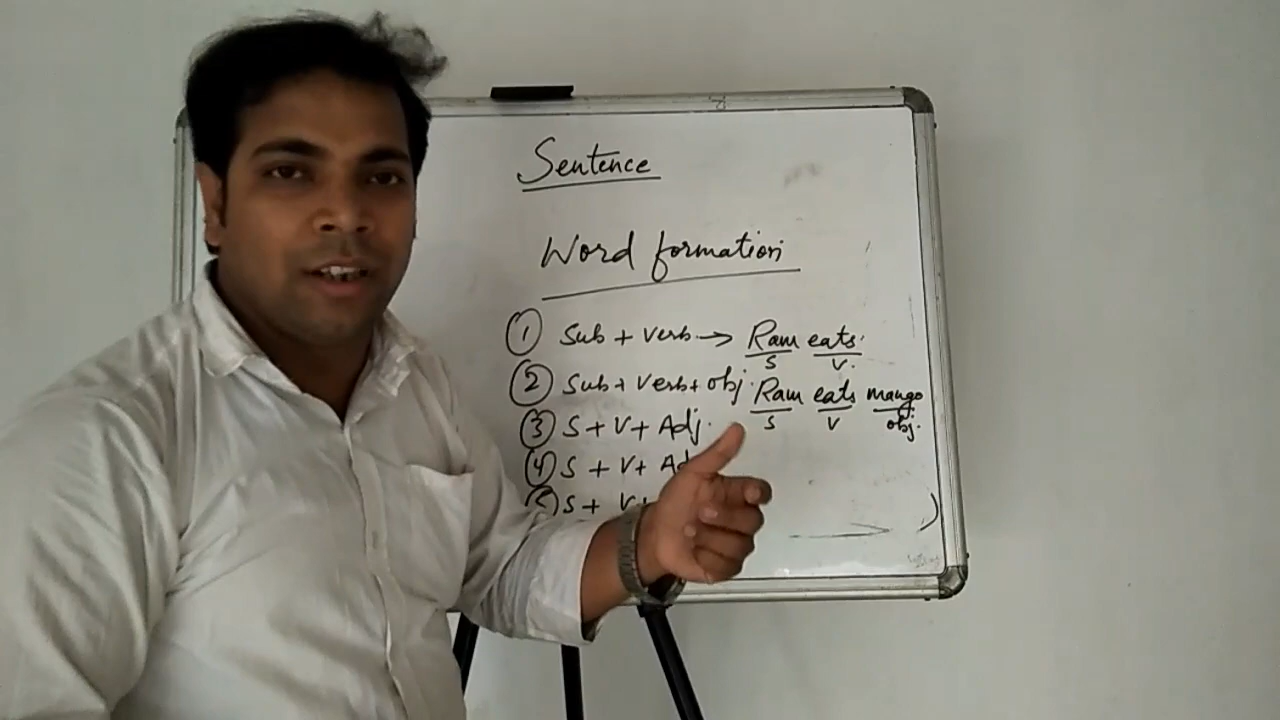 Sentence
Word formation
① Sub + Verb → Ram eats.
S V.
② Sub + Verb + obj. Ram eats mango
S V obj.
③ S + V + Adj.
④ S + V + Ad
⑤ S + V +